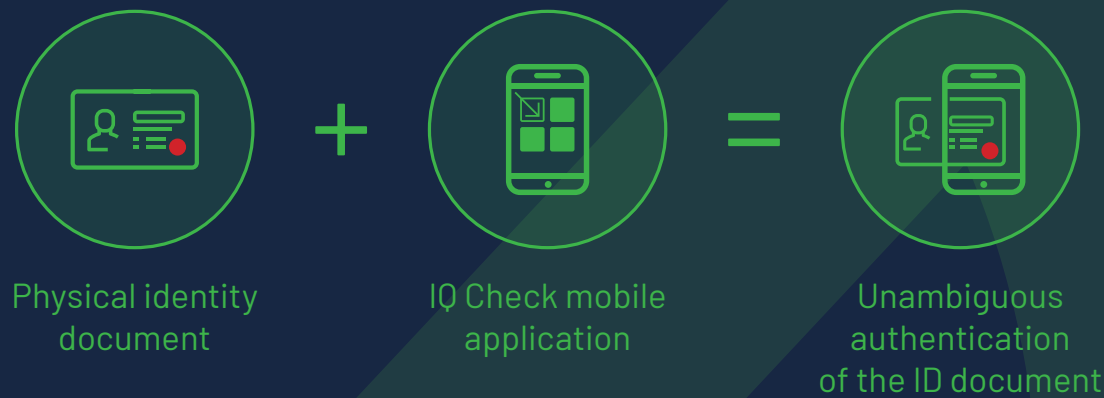 Physical identity
document
IQ Check mobile
application
Unambiguous
authentication
of the ID document